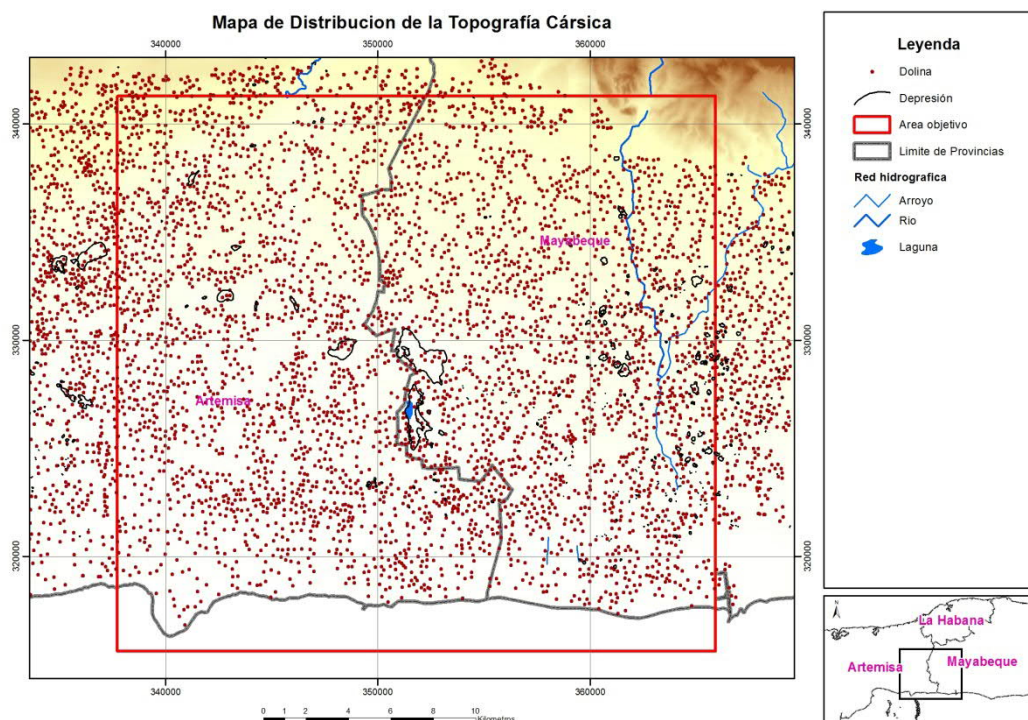 Mapa de Distribucion de la Topografía Cársica
340000 350000 360000
340000 340000
330000 330000
320000 320000
Mayabeque
Artemisa
340000 350000 360000
0 1 2 4 6 8 10
Kilometros
Leyenda
Dolina
Depresión
Area objetivo
Limite de Provincias
Red hidrografica
Arroyo
Rio
Laguna
N
La Habana
Artemisa
Mayabeque